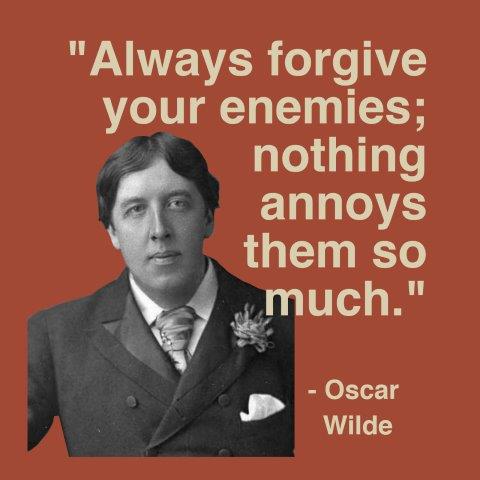 "Always forgive
your enemies;
nothing
annoys
them so
much."
- Oscar
Wilde